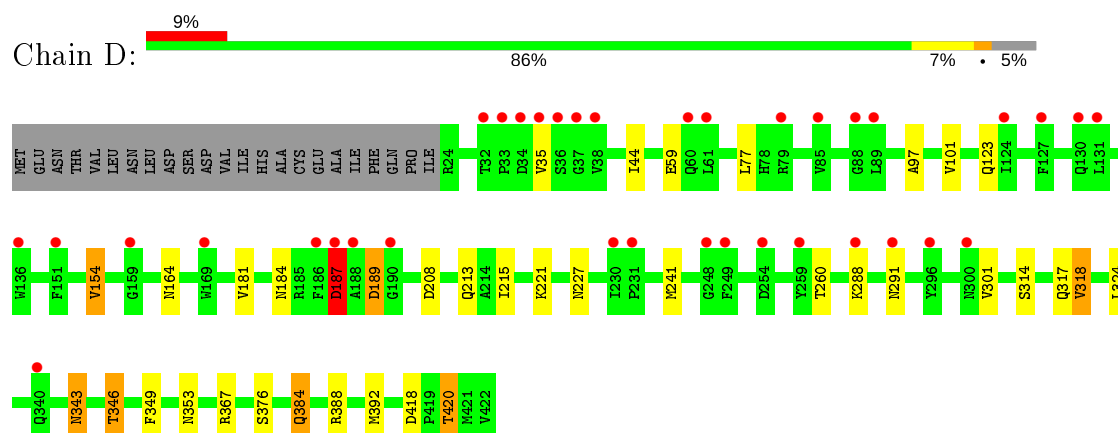 9%
Chain D:
86%
7%
•
5%
MET GLU ASN THR VAL LEU ASN LEU ASP SER ASP VAL ILE HIS ALA CYS GLU ALA ILE PHE GLN PRO ILE R24 T32 P33 D34 V35 S36 G37 V38 I44 E59 Q60 L61 L77 H78 R79 V85 G88 L89 A97 V101 Q123 I124 F127 Q130 L131
W136 F151 V154 G159 N164 W169 V181 N184 R185 F186 D187 A188 D189 G190 D208 Q213 A214 I215 K221 N227 I230 P231 M241 G248 F249 D254 Y259 T260 K288 N291 Y296 N300 V301 S314 Q317 V318 L324
Q340 N343 T346 F349 N353 R367 S376 Q384 R388 M392 D418 P419 T420 M421 V422